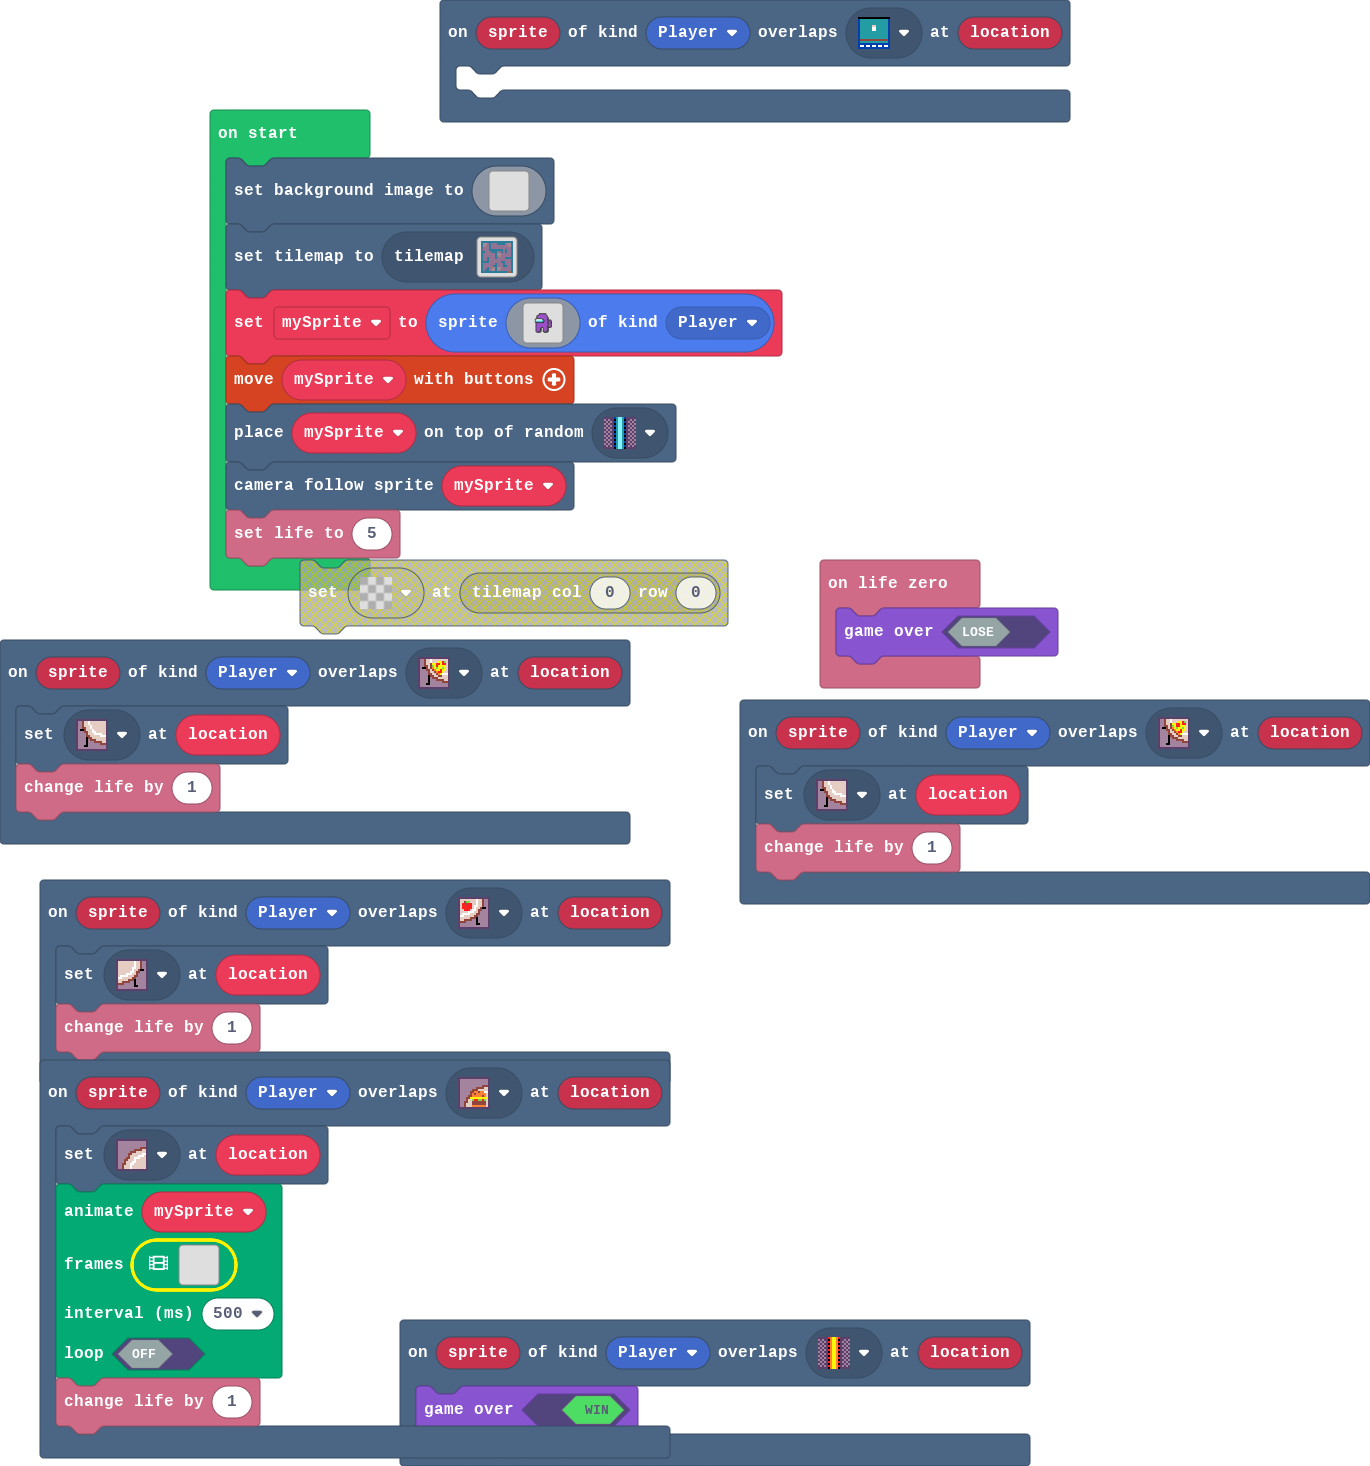 on sprite of kind Player overlaps at location
on start
set background image to
set tilemap to tilemap
set mySprite to sprite of kind Player
move mySprite with buttons
place mySprite on top of random
camera follow sprite mySprite
set life to 5
set at tilemap col 0 row 0
on life zero
game over LOSE
on sprite of kind Player overlaps at location
set at location
change life by 1
on sprite of kind Player overlaps at location
set at location
change life by 1
on sprite of kind Player overlaps at location
set at location
change life by 1
on sprite of kind Player overlaps at location
set at location
animate mySprite
frames
interval (ms) 500
loop OFF
change life by 1
on sprite of kind Player overlaps at location
game over WIN